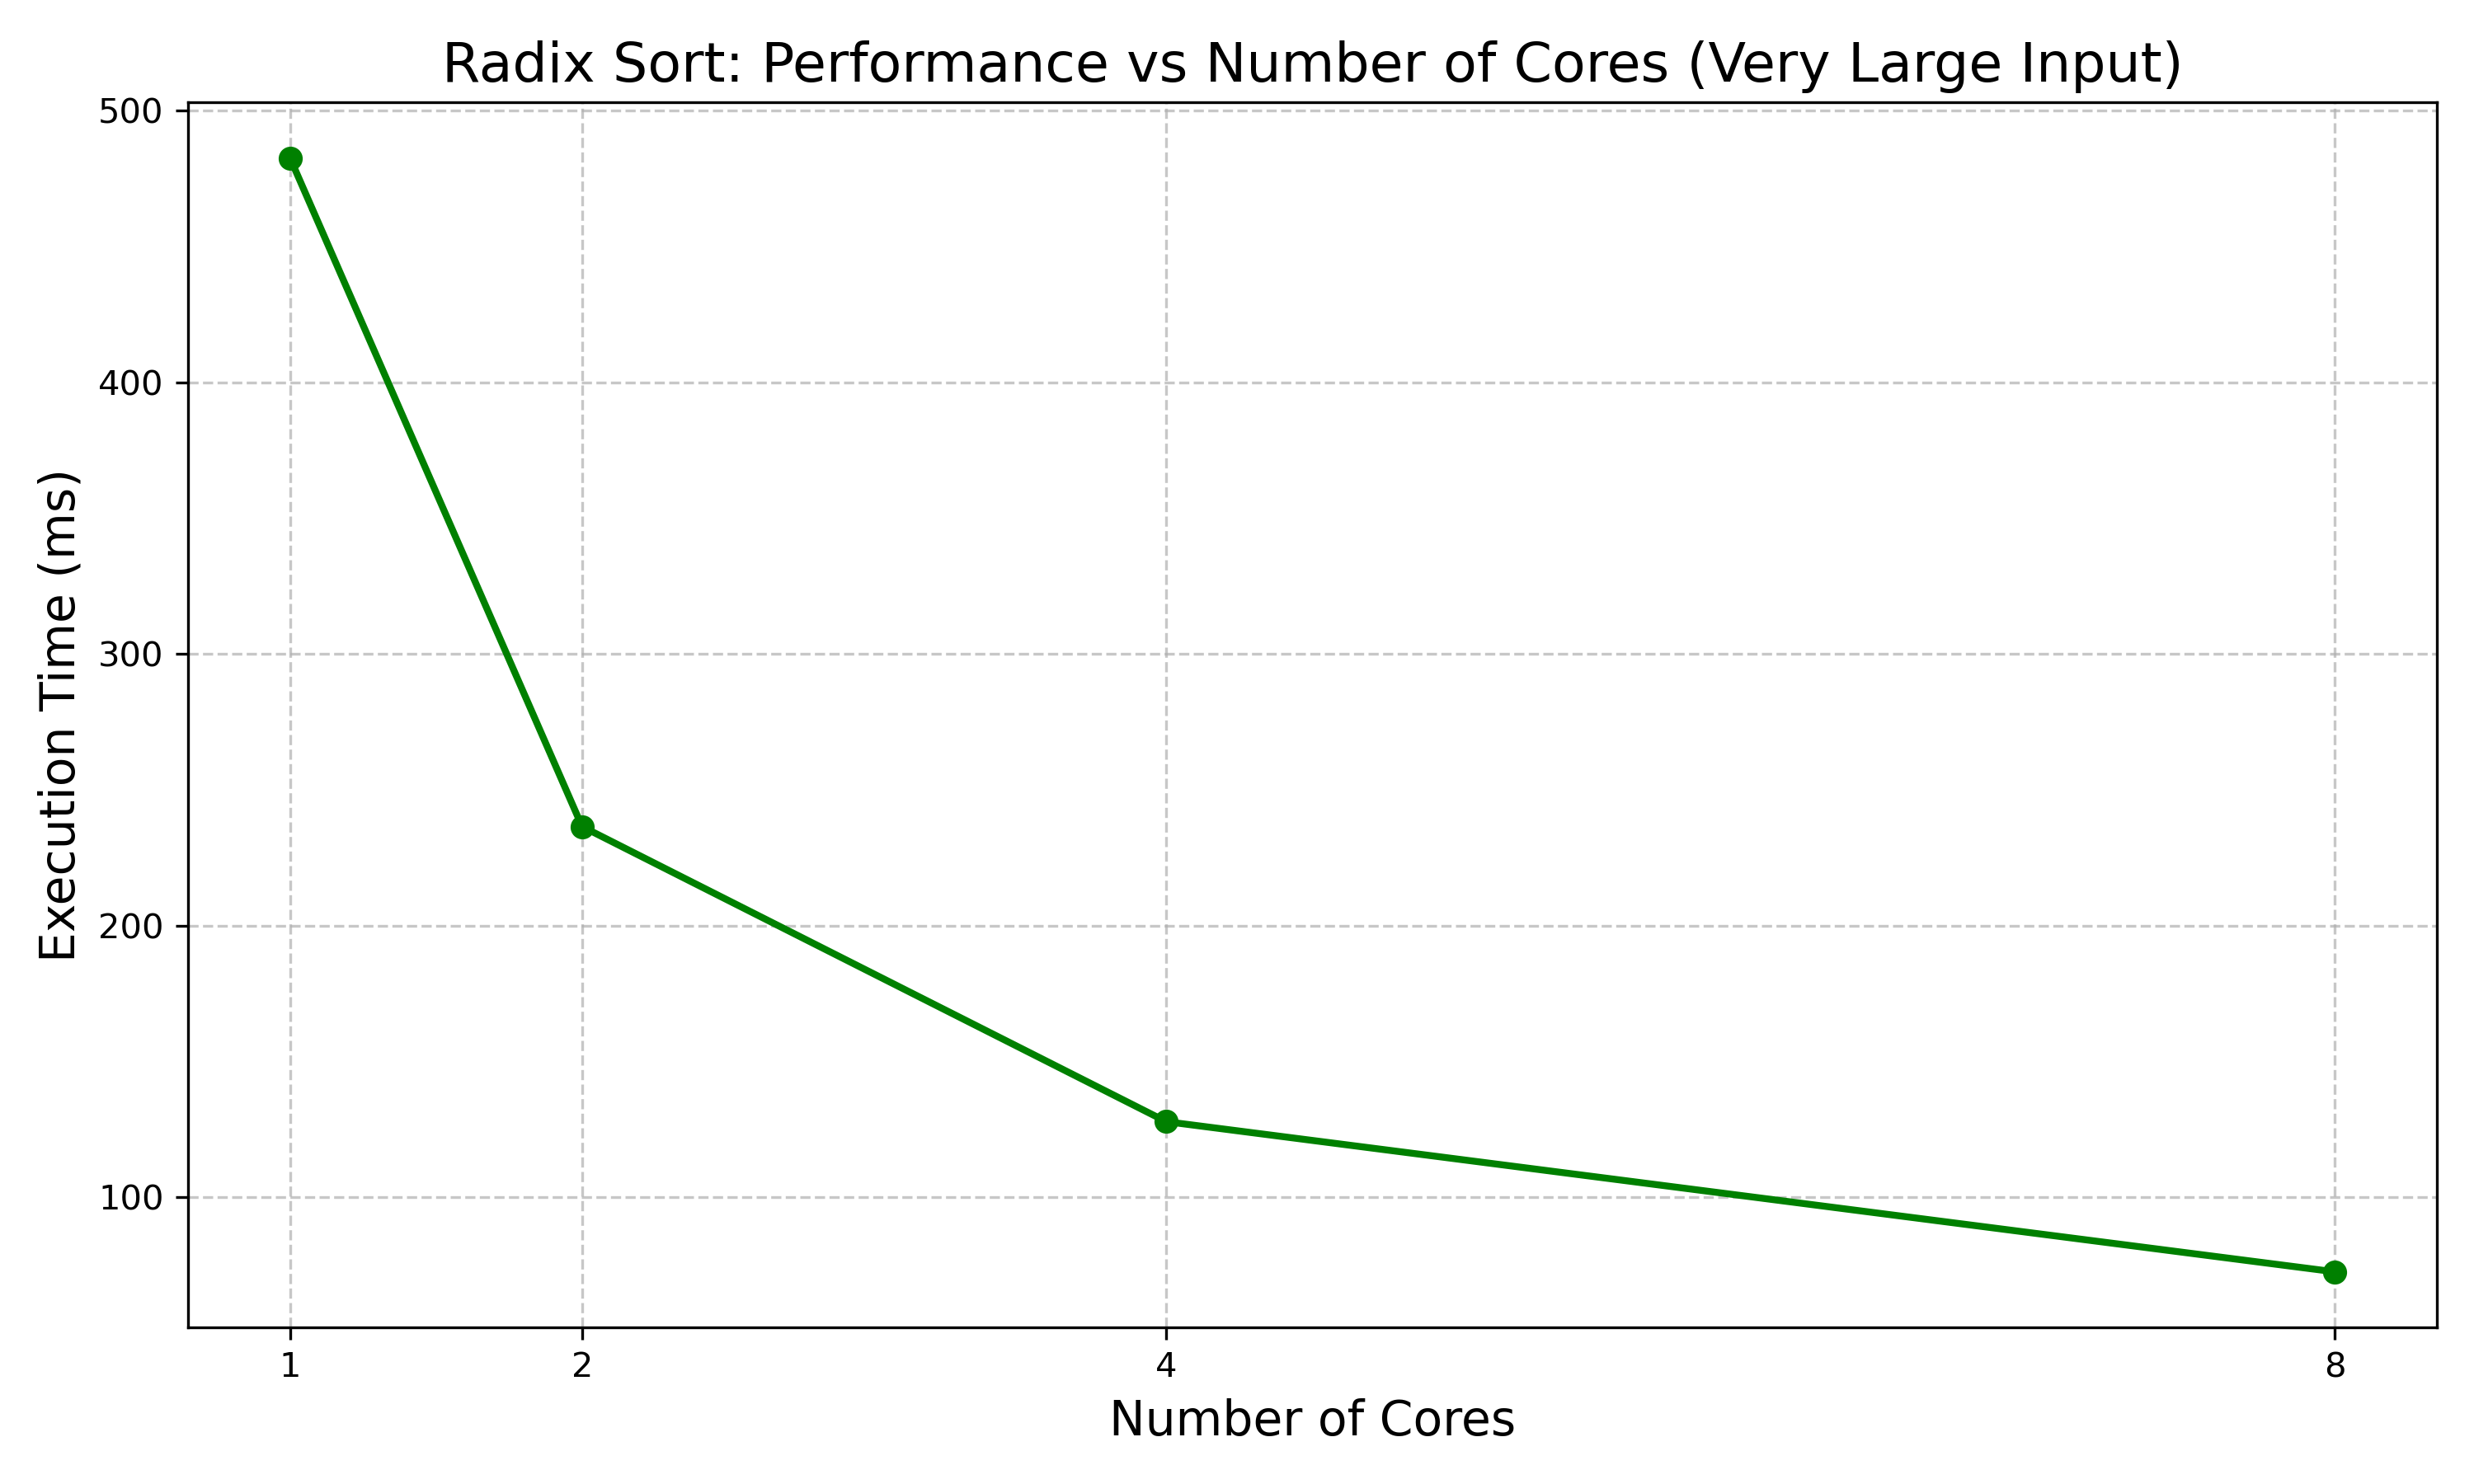 Radix Sort: Performance vs Number of Cores (Very Large Input)
500
400
300
200
100
Execution Time (ms)
1 2 4 8
Number of Cores